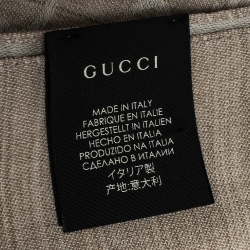 GUCCI
MADE IN ITALY
FABRIQUE EN ITALIE
HERGESTELLT IN ITALIEN
HECHO EN ITALIA
PRODUZIDO NA ITALIA
СДЕЛАНО В ИТАЛИИ
イタリア製
产地:意大利